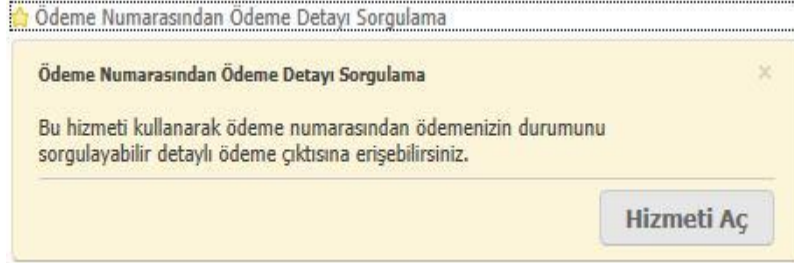 Ödeme Numarasından Ödeme Detayı Sorgulama
Ödeme Numarasından Ödeme Detayı Sorgulama
×
Bu hizmeti kullanarak ödeme numarasından ödemenizin durumunu
sorgulayabilir detaylı ödeme çıktısına erişebilirsiniz.
Hizmeti Aç